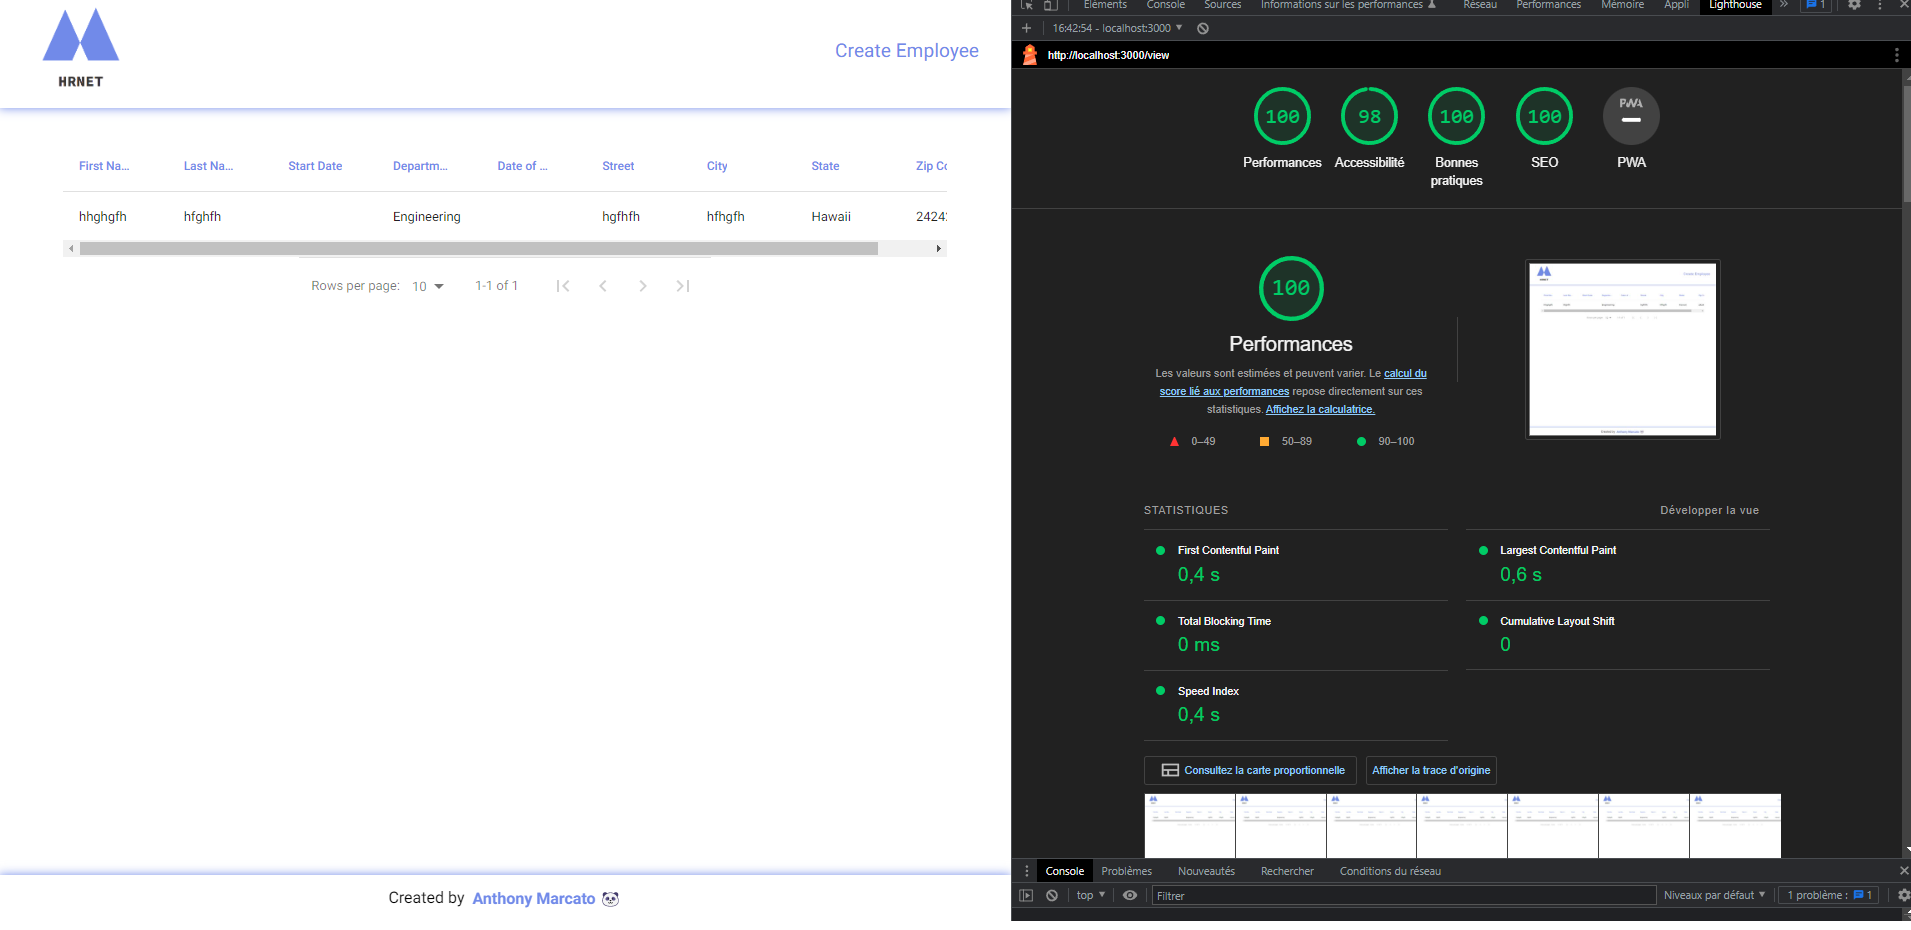 HRNET
Create Employee
First Na... Last Na... Start Date Departm... Date of ... Street City State Zip Cc
hhghgfh hfghfh Engineering hgfhfh hfhgfh Hawaii 2424
Rows per page: 10 1-1 of 1
Created by Anthony Marcato
Éléments Console Sources Informations sur les performances Réseau Performances Mémoire Appli Lighthouse » 1
16:42:54 - localhost:3000
http://localhost:3000/view
100 98 100 100 PWA
Performances Accessibilité Bonnes pratiques SEO PWA
100
Performances
Les valeurs sont estimées et peuvent varier. Le calcul du
score lié aux performances repose directement sur ces
statistiques. Affichez la calculatrice.
0–49 50–89 90–100
STATISTIQUES Développer la vue
First Contentful Paint
0,4 s
Largest Contentful Paint
0,6 s
Total Blocking Time
0 ms
Cumulative Layout Shift
0
Speed Index
0,4 s
Consultez la carte proportionnelle Afficher la trace d'origine
Console Problèmes Nouveautés Rechercher Conditions du réseau
top Filtrer Niveaux par défaut 1 problème : 1